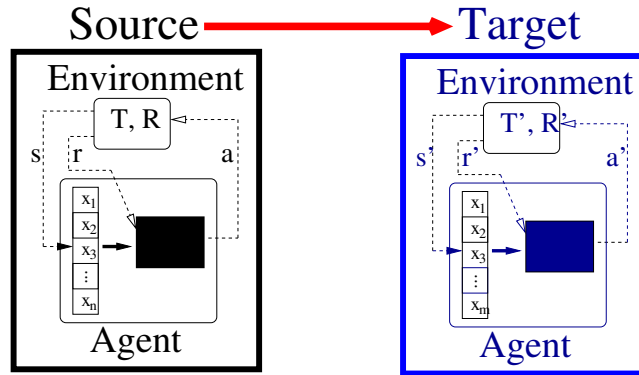 Source
Target
Environment
T, R
s
r
a
x1
x2
x3
⋮
xn
Agent
Environment
T', R'
s'
r'
a'
x1
x2
x3
⋮
xm
Agent